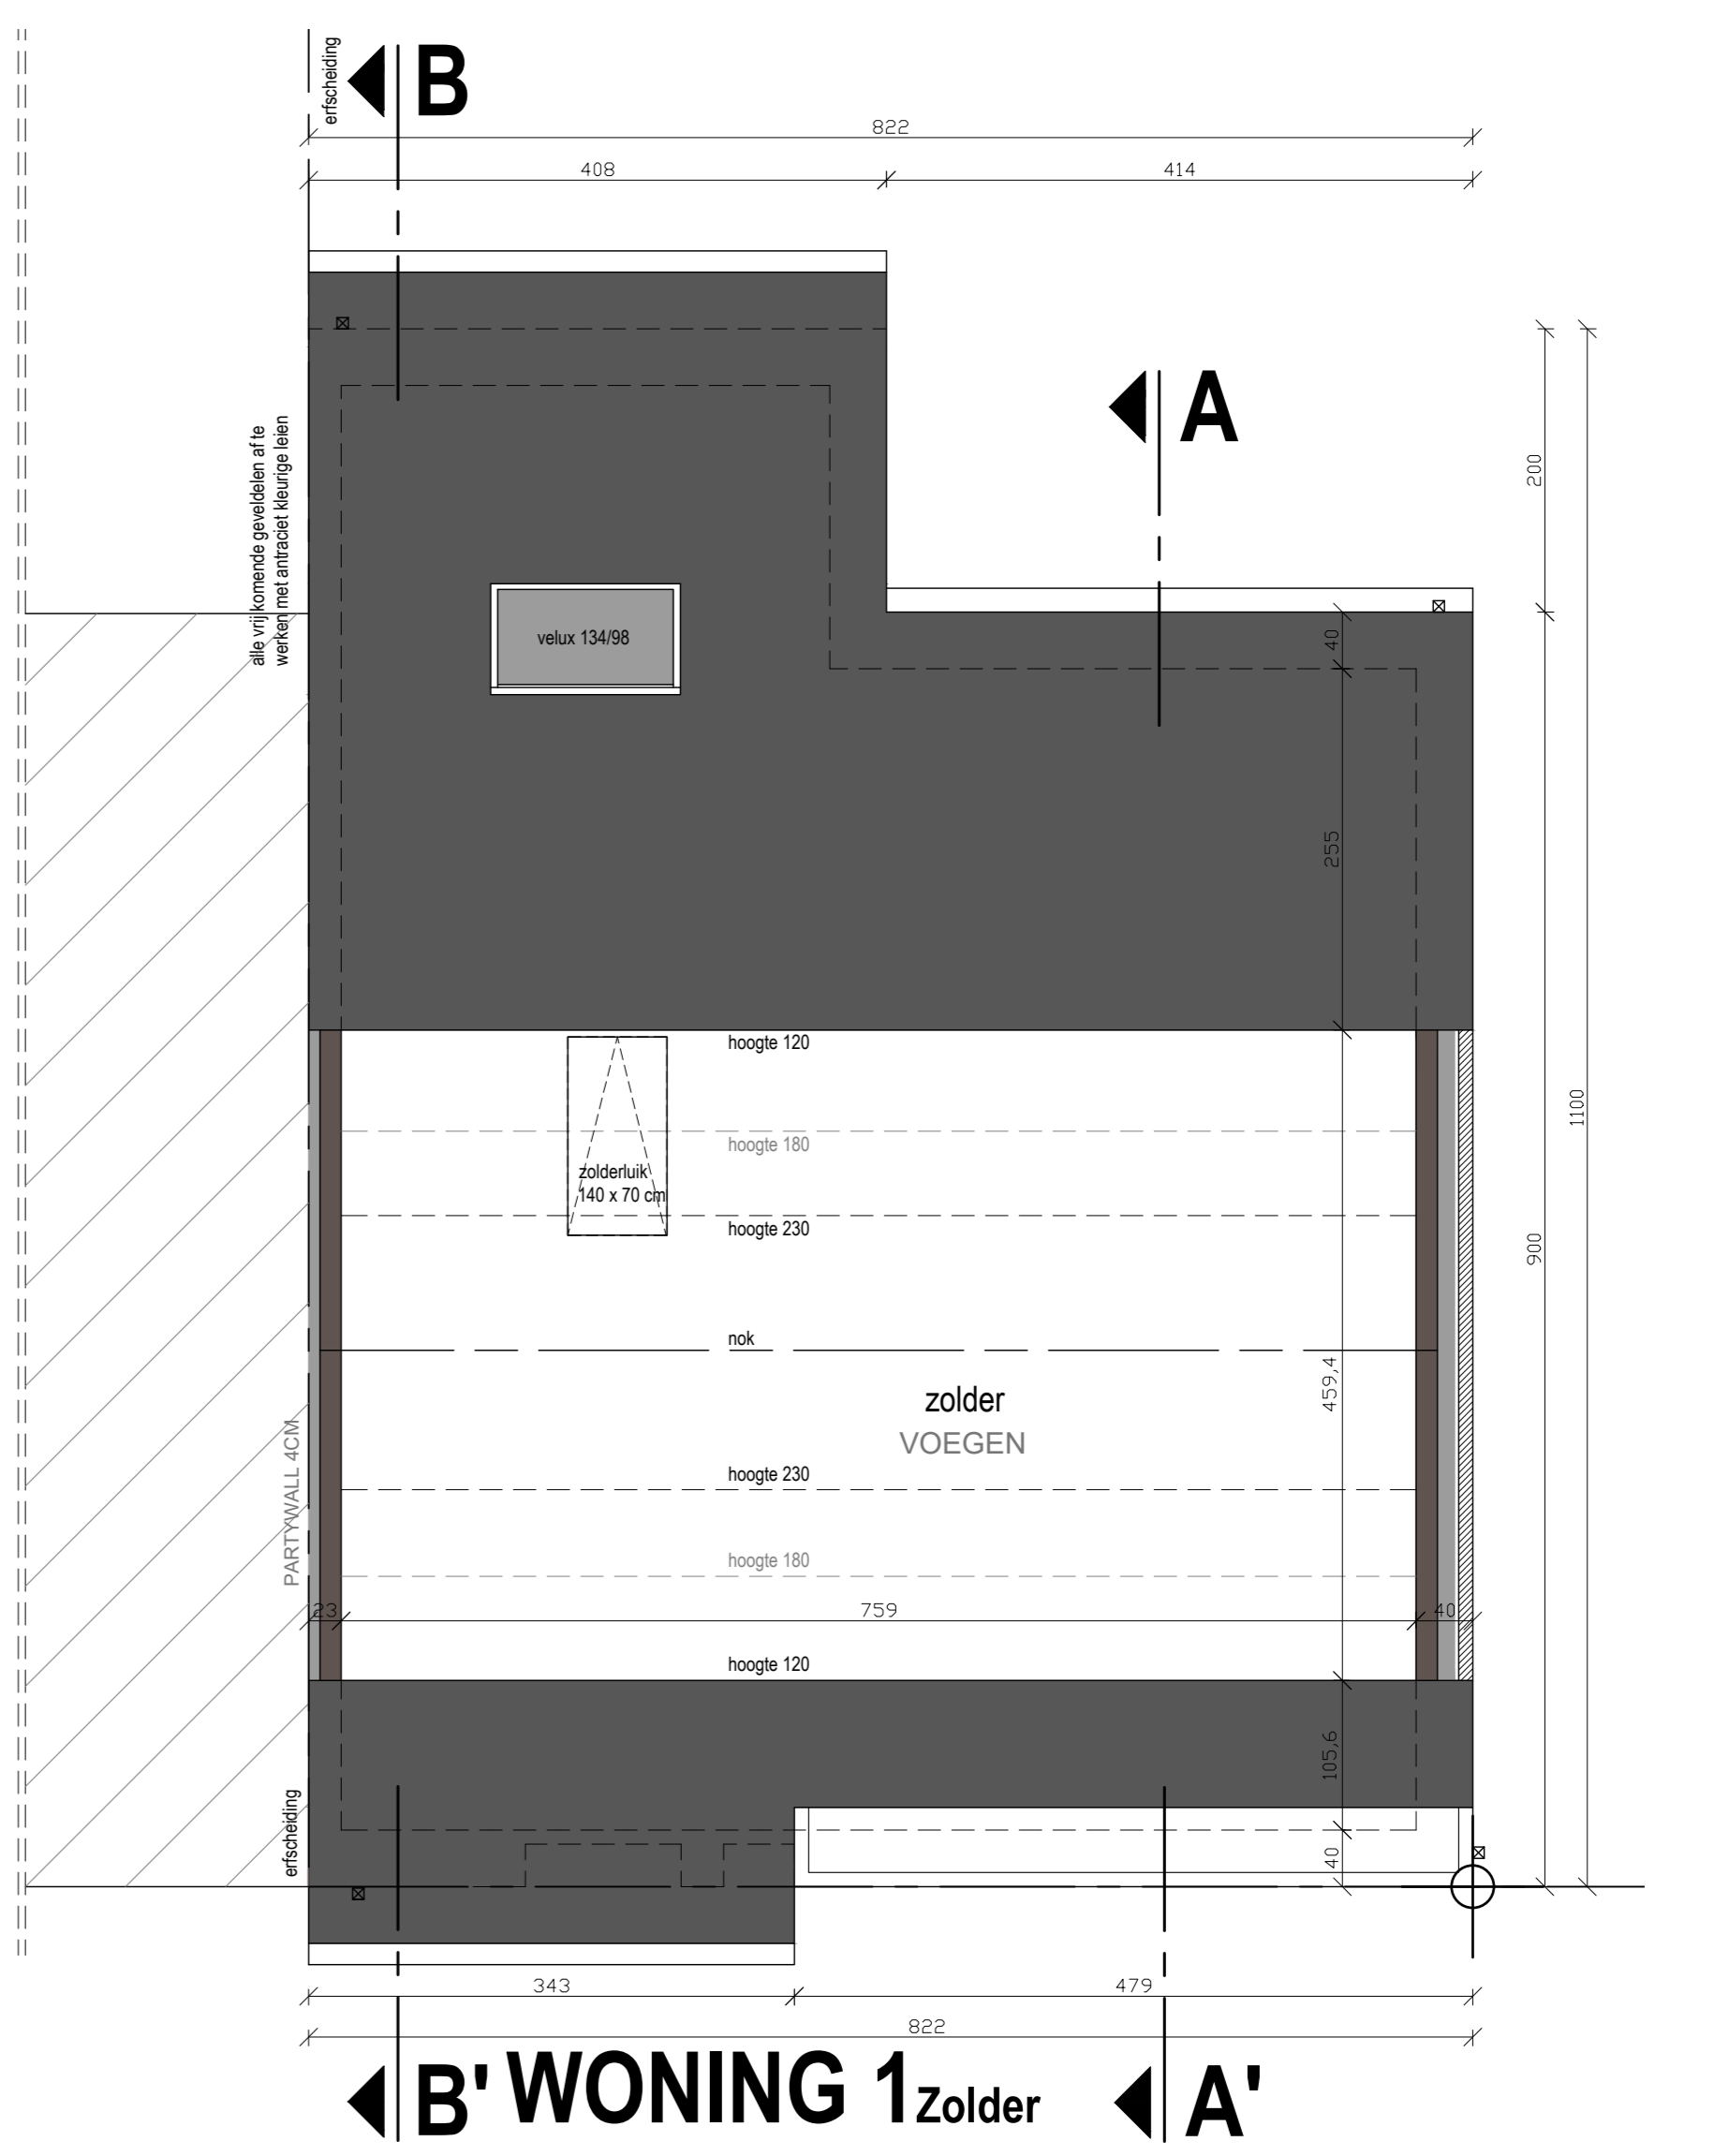 erfscheiding
B
822
408
414
A
200
alle vrij komende geveldelen af te
werken met antraciet kleurige leien
velux 134/98
40
255
hoogte 120
1100
hoogte 180
zolderluik
140 x 70 cm
hoogte 230
900
nok
459,4
zolder
VOEGEN
PARTYWALL 4CM
hoogte 230
hoogte 180
23
759
40
hoogte 120
105,6
erfscheiding
40
343
479
822
B'
WONING 1 Zolder
A'